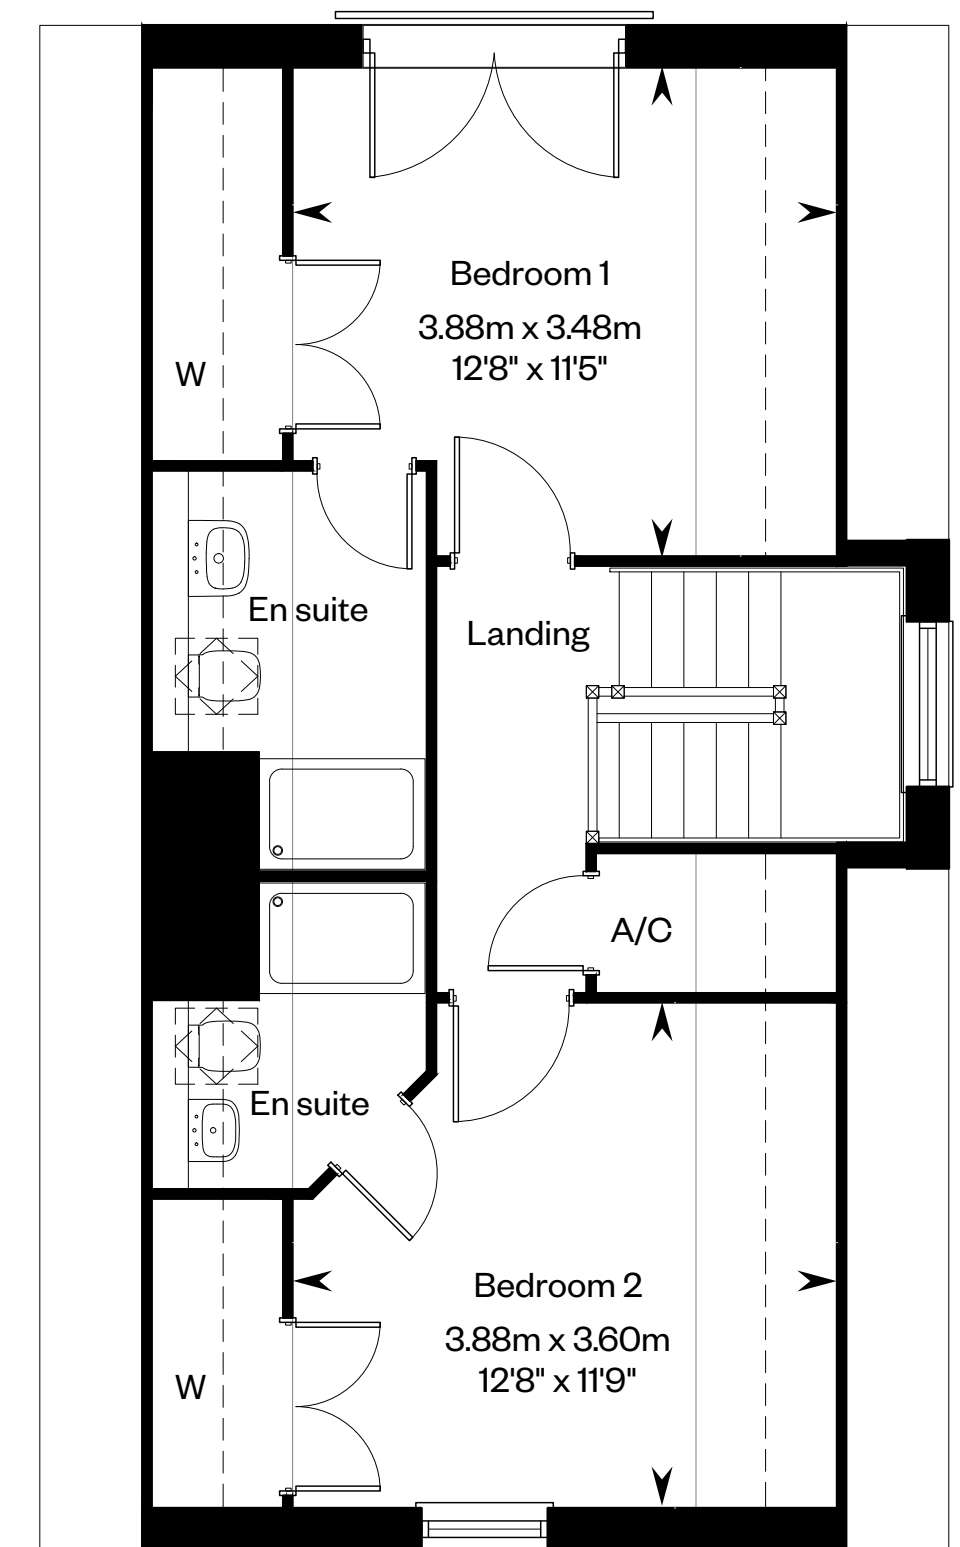 Bedroom 1
3.88m x 3.48m
12'8" x 11'5"
W
En suite
Landing
A/C
En suite
Bedroom 2
3.88m x 3.60m
12'8" x 11'9"
W